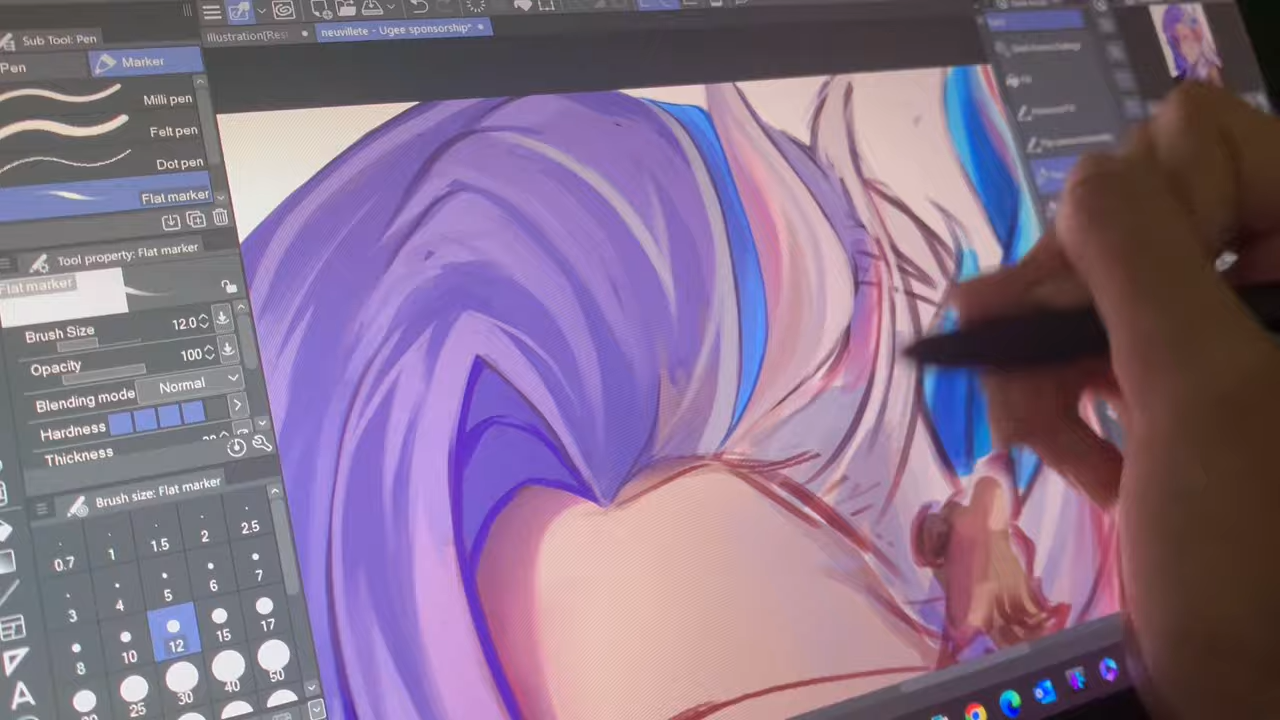 Sub Tool: Pen
Pen
Marker
Milli pen
Felt pen
Dot pen
Flat marker
Tool property: Flat marker
Flat marker
Brush Size 12.0
Opacity 100
Blending mode Normal
Hardness
Thickness
Brush size: Flat marker
0.7 1 1.5 2 2.5
3 4 5 6 7
8 10 12 15 17
25 30 40 50
neuvillete - Ugee sponsorship*